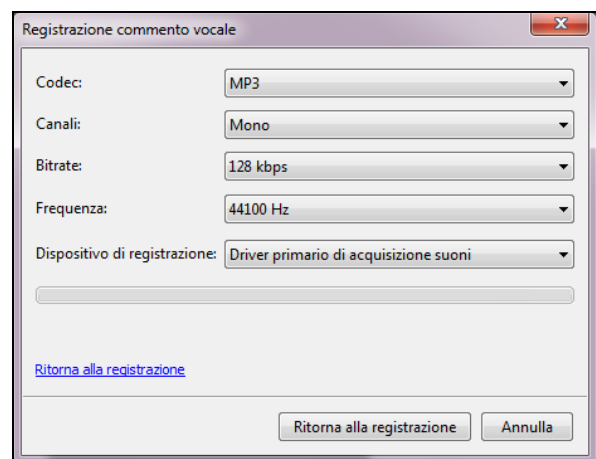 Registrazione commento vocale
Codec: MP3
Canali: Mono
Bitrate: 128 kbps
Frequenza: 44100 Hz
Dispositivo di registrazione: Driver primario di acquisizione suoni
Ritorna alla registrazione
Ritorna alla registrazione Annulla